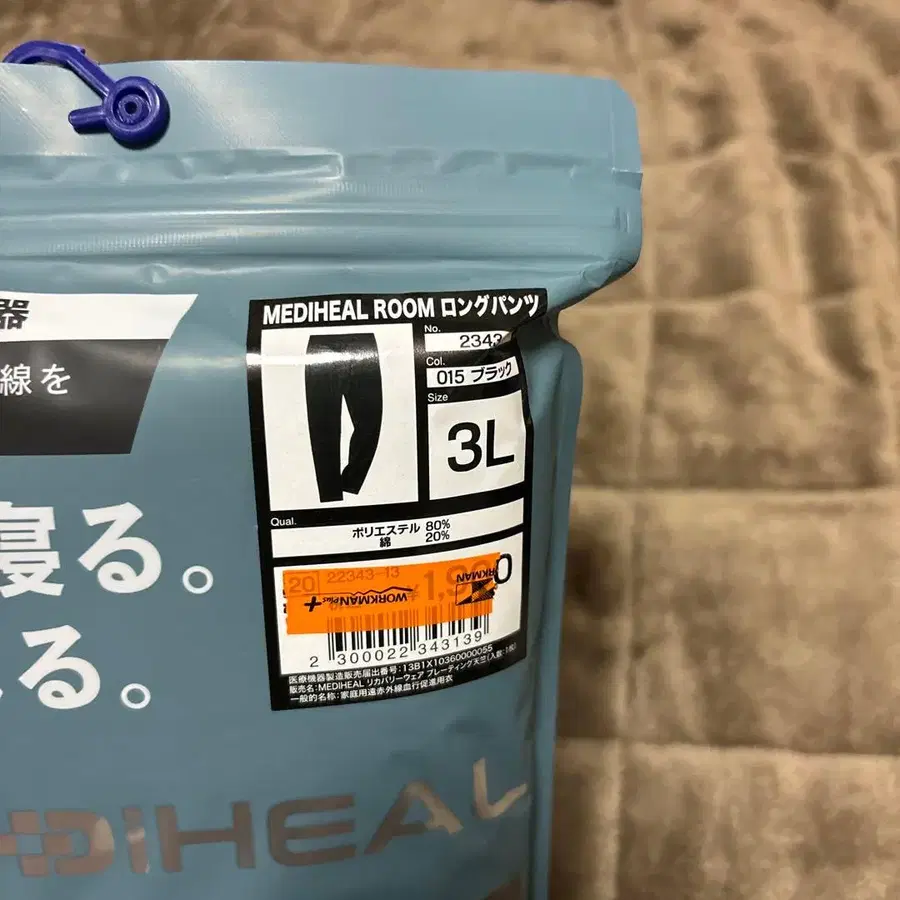 器
線を
寝る。
る。
MEDIHEAL ROOM ロングパンツ
No.
2343
Col.
015 ブラック
Size
3L
Qual.
ポリエステル 80%
綿 20%
20 22343-13
WORKMAN Plus+
WORKMAN
2 300022 343139
医療機器製造販売届出番号:13B1X10360000055
販売名:MEDIHEAL リカバリーウェア プレーティング天竺(入数:1枚)
一般的名称:家庭用遠赤外線血行促進用衣
DiHEAL